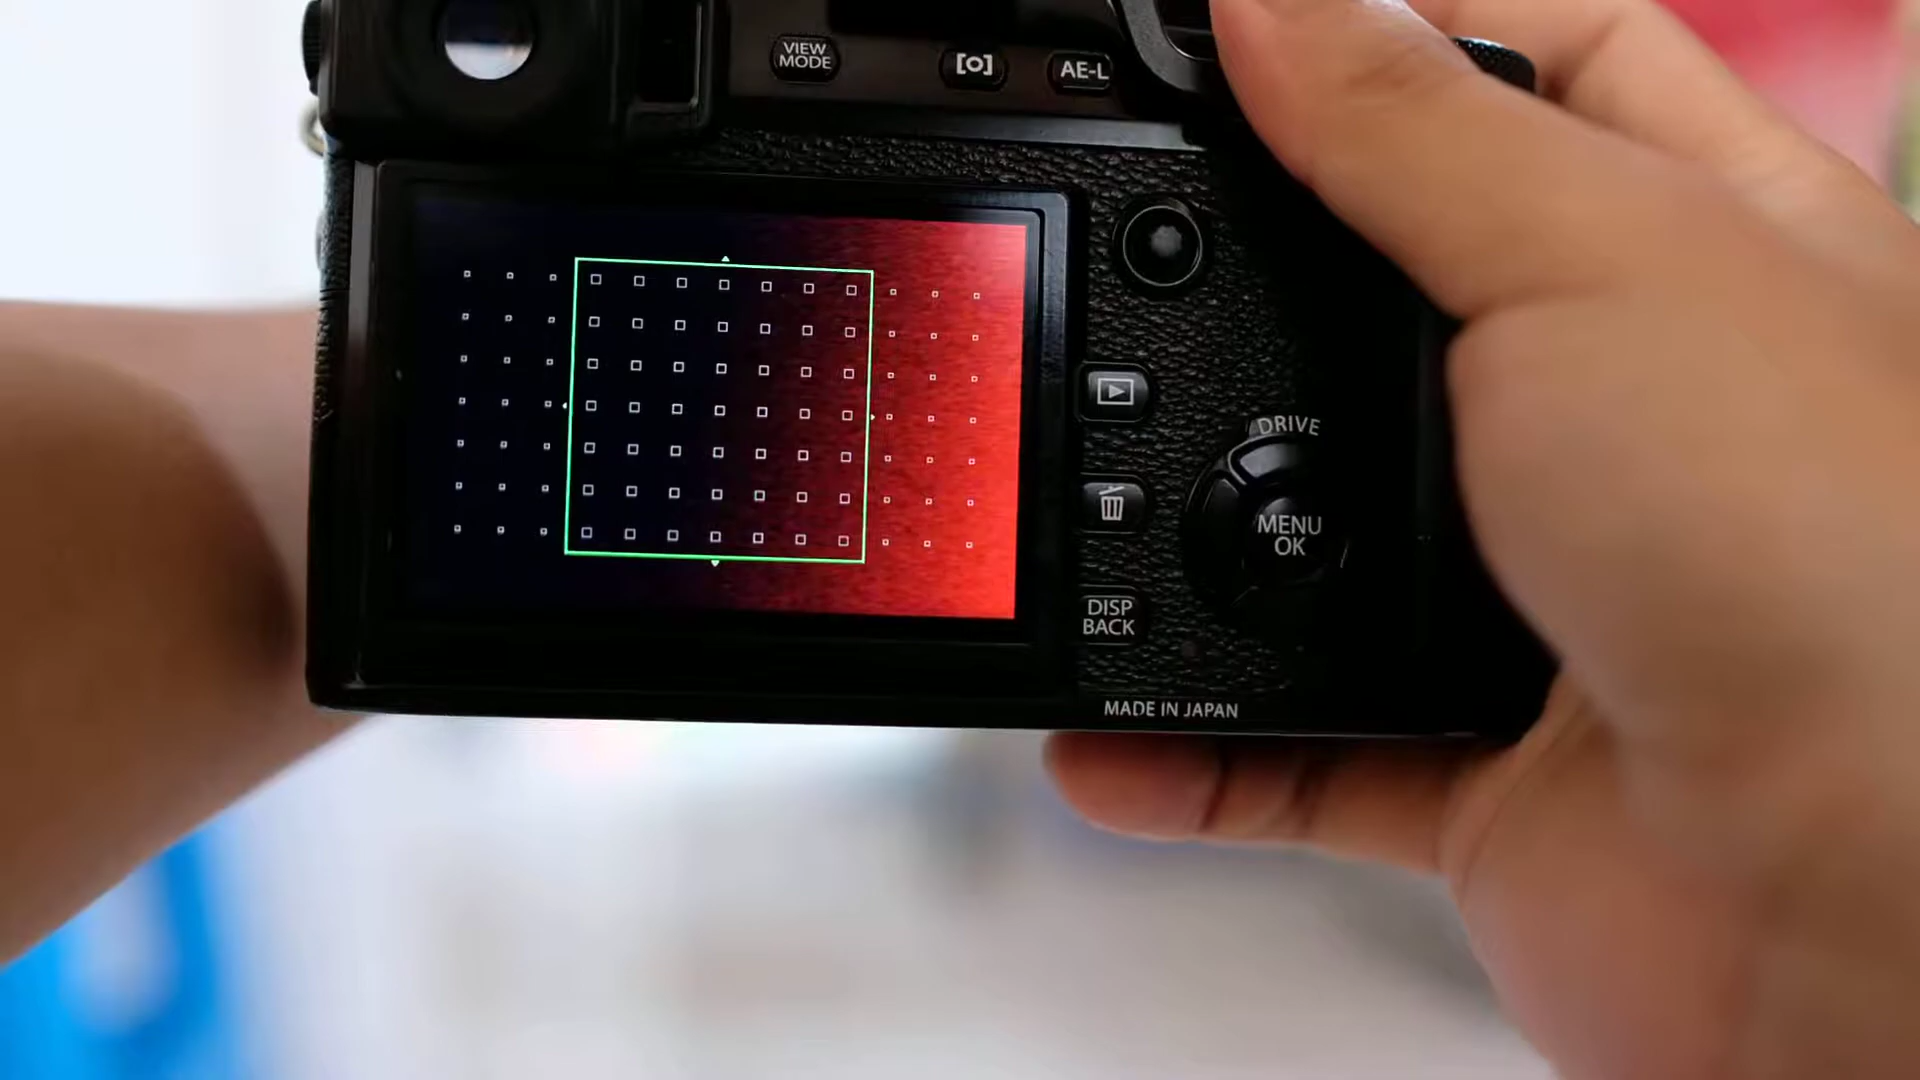 VIEW
MODE
[o]
AE-L
DRIVE
MENU
OK
DISP
BACK
MADE IN JAPAN